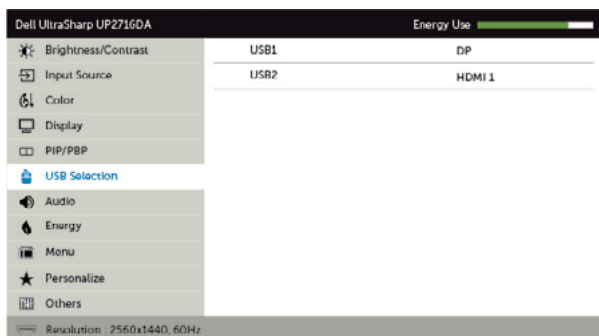 Dell UltraSharp UP2716DA Energy Use
Brightness/Contrast USB1 DP
Input Source USB2 HDMI 1
Color
Display
PIP/PBP
USB Selection
Audio
Energy
Menu
Personalize
Others
Resolution : 2560x1440, 60Hz